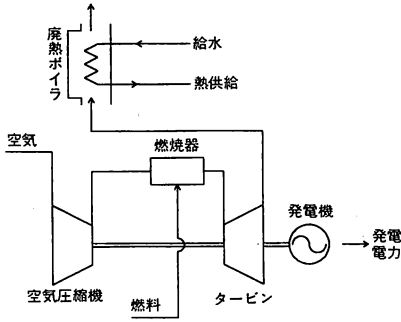 廃熱ボイラ
給水
熱供給
空気
燃焼器
発電機
発電
電力
空気圧縮機
燃料
タービン